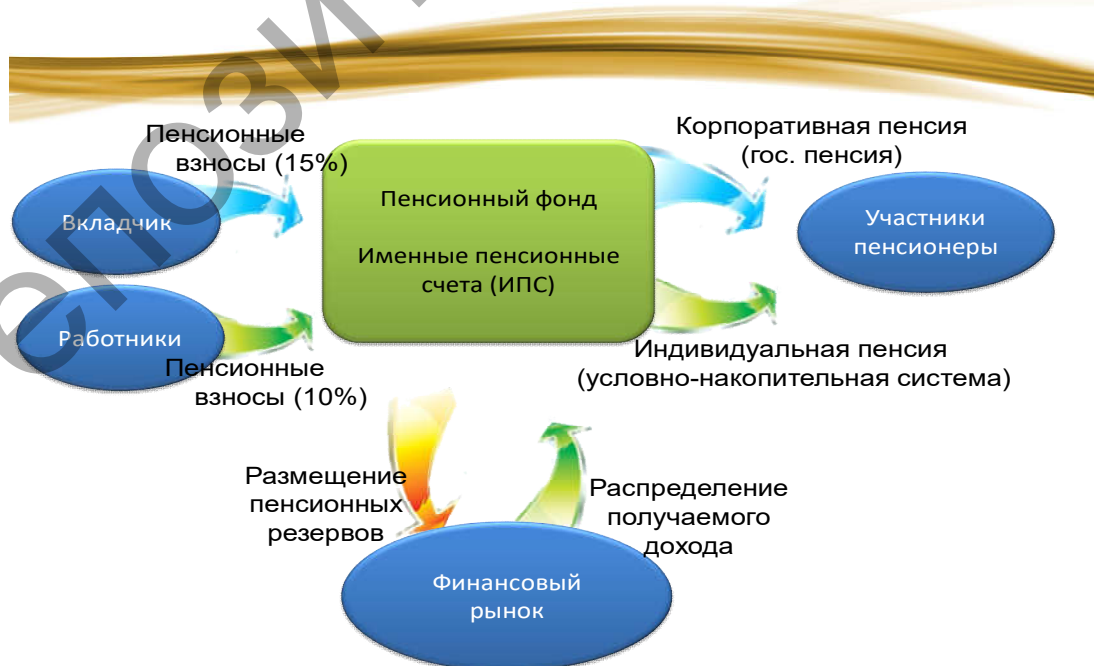 Пенсионные
взносы (15%)
Корпоративная пенсия
(гос. пенсия)
Вкладчик
Пенсионный фонд
Именные пенсионные
счета (ИПС)
Участники
пенсионеры
Работники
Пенсионные
взносы (10%)
Индивидуальная пенсия
(условно-накопительная система)
Размещение
пенсионных
резервов
Распределение
получаемого
дохода
Финансовый
рынок